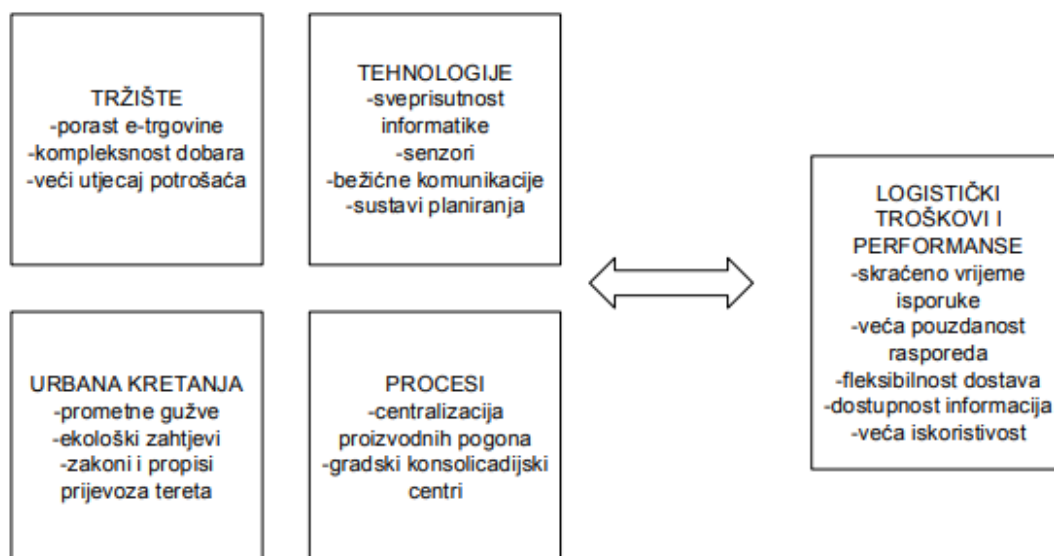 TRŽIŠTE
-porast e-trgovine
-kompleksnost dobara
-veći utjecaj potrošaća
TEHNOLOGIJE
-sveprisutnost
informatike
-senzori
-bežićne komunikacije
-sustavi planiranja
URBANA KRETANJA
-prometne gužve
-ekološki zahtjevi
-zakoni i propisi
prijevoza tereta
PROCESI
-centralizacija
proizvodnih pogona
-gradski konsolicadijski
centri
LOGISTIČKI
TROŠKOVI I
PERFORMANSE
-skraćeno vrijeme
isporuke
-veća pouzdanost
rasporeda
-fleksibilnost dostava
-dostupnost informacija
-veća iskoristivost